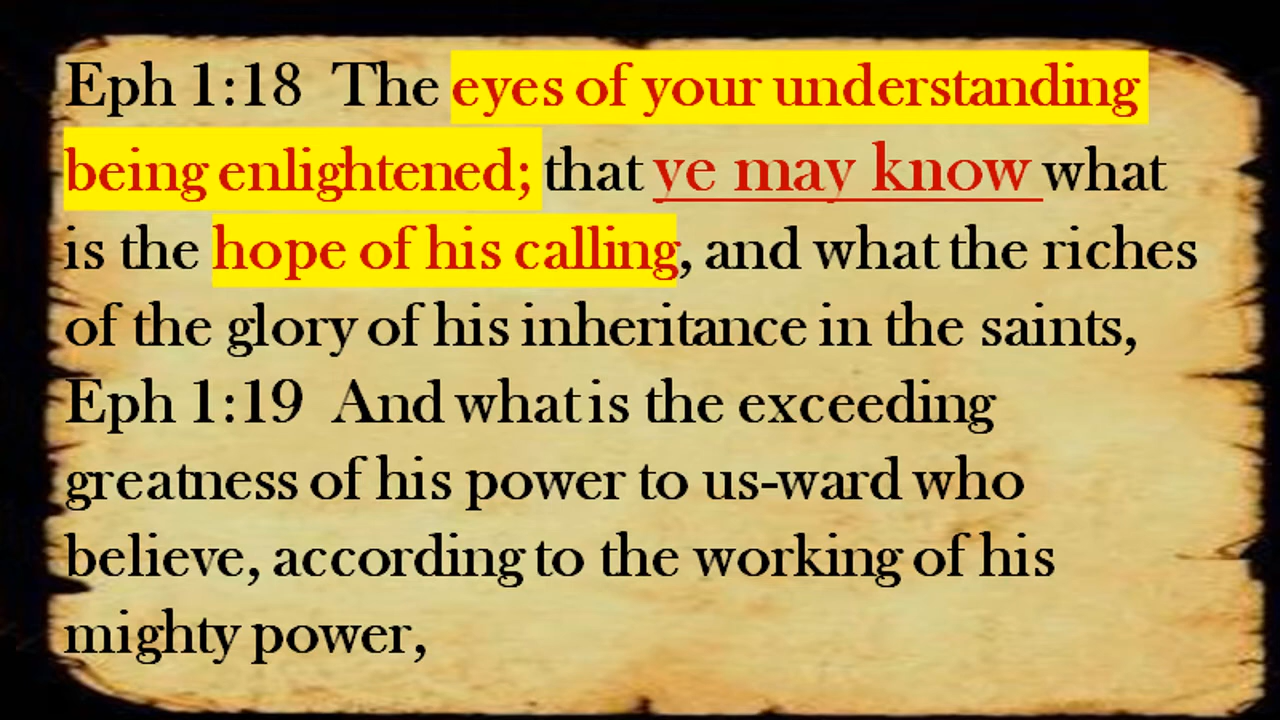 Eph 1:18  The eyes of your understanding
being enlightened; that ye may know what
is the hope of his calling, and what the riches
of the glory of his inheritance in the saints,
Eph 1:19  And what is the exceeding
greatness of his power to us-ward who
believe, according to the working of his
mighty power,